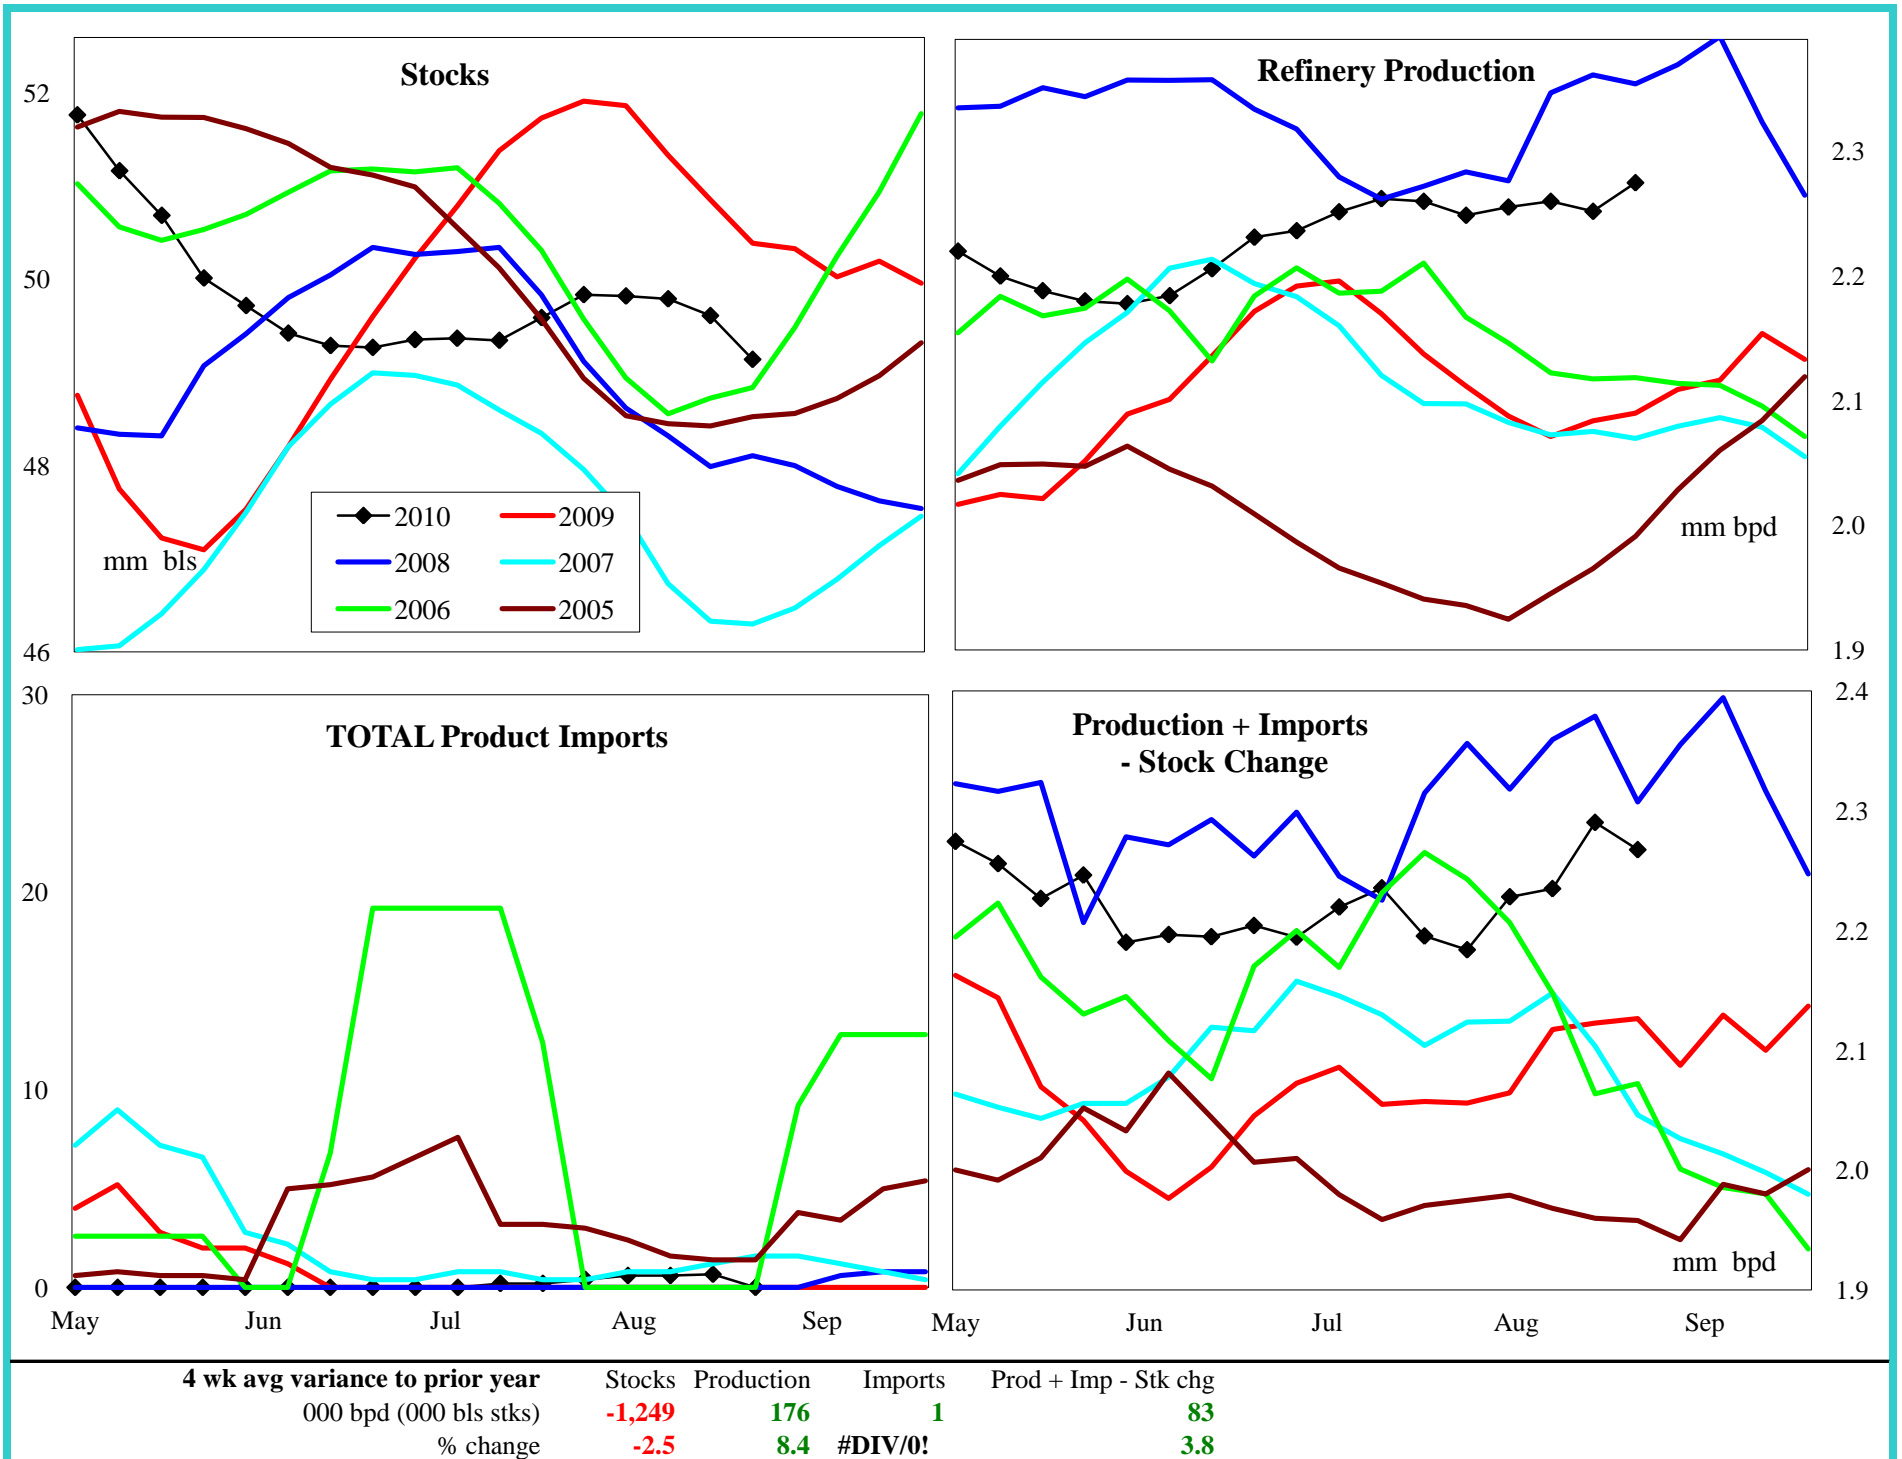 Stocks
52
50
48
46
mm bls
2010
2009
2008
2007
2006
2005
Refinery Production
2.3
2.2
2.1
2.0
1.9
mm bpd
TOTAL Product Imports
30
20
10
0
May Jun Jul Aug Sep
Production + Imports
- Stock Change
2.4
2.3
2.2
2.1
2.0
1.9
mm bpd
May Jun Jul Aug Sep
4 wk avg variance to prior year Stocks Production Imports Prod + Imp - Stk chg
000 bpd (000 bls stks) -1,249 176 1 83
% change -2.5 8.4 #DIV/0! 3.8